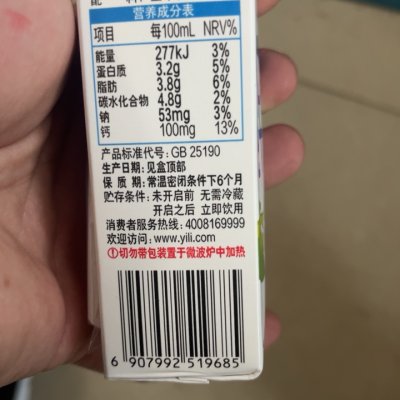 营养成分表
项目 每100mL NRV%
能量 277kJ 3%
蛋白质 3.2g 5%
脂肪 3.8g 6%
碳水化合物 4.8g 2%
钠 53mg 3%
钙 100mg 13%
产品标准代号: GB 25190
生产日期: 见盒顶部
保 质 期: 常温密闭条件下6个月
贮存条件: 未开启前 无需冷藏
开启之后 立即饮用
消费者服务热线: 4008169999
欢迎访问: www.yili.com
①切勿带包装置于微波炉中加热
6 907992 519685